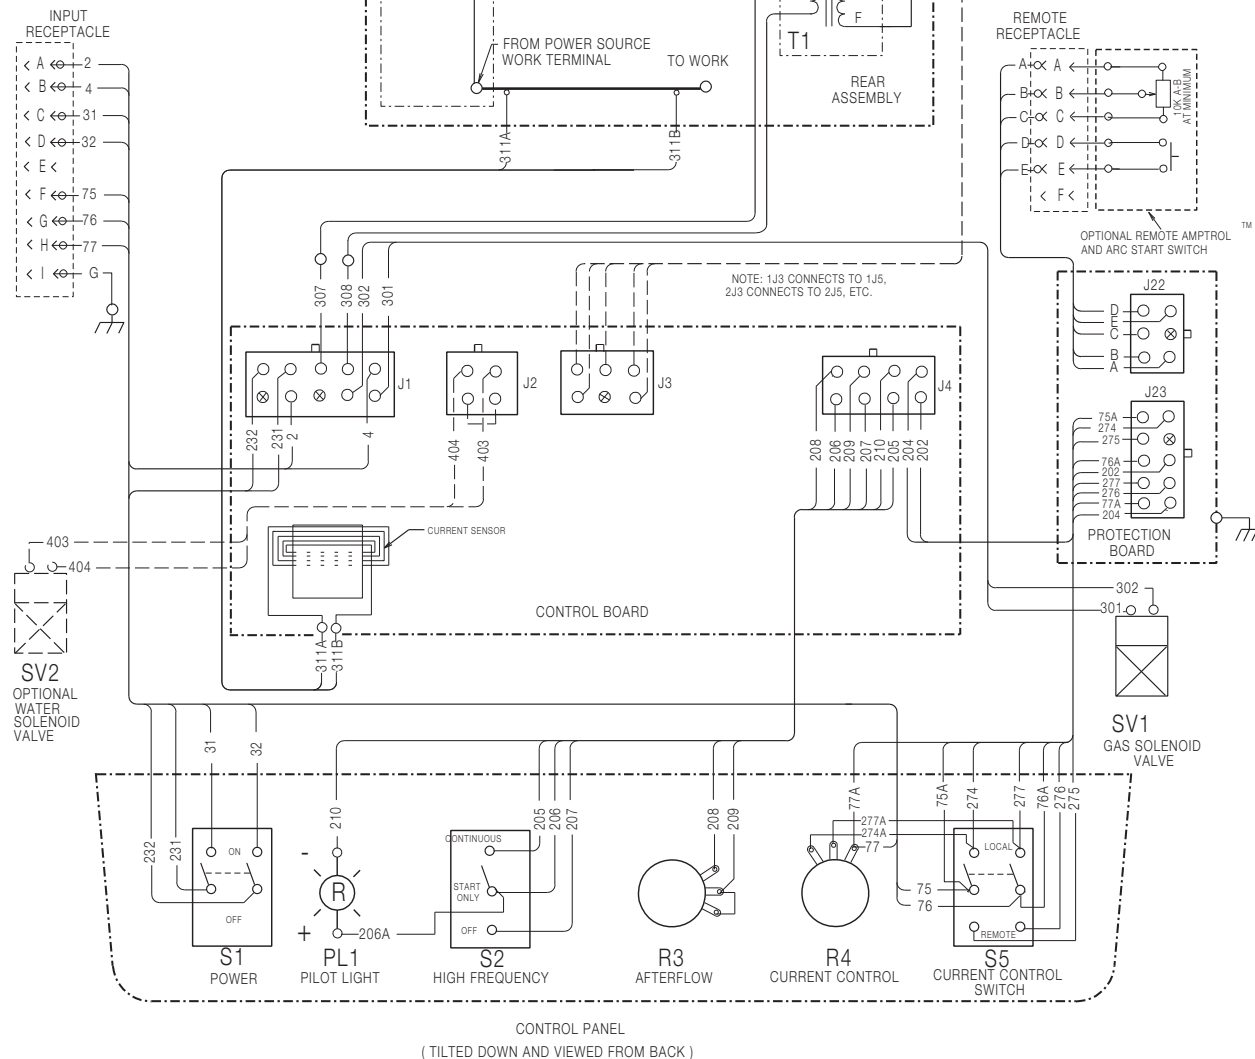 INPUT
RECEPTACLE
A 2
B 4
C 31
D 32
E
F 75
G 76
H 77
I G
FROM POWER SOURCE
WORK TERMINAL
TO WORK
T1
F
REAR
ASSEMBLY
311A
311B
REMOTE
RECEPTACLE
A A
B B
C C
D D
E E
F
10K A-B
AT MINIMUM
OPTIONAL REMOTE AMPTROL ™
AND ARC START SWITCH
NOTE: 1J3 CONNECTS TO 1J5,
2J3 CONNECTS TO 2J5, ETC.
307
308
302
301
J1
J2
J3
J4
232
231
2
4
404
403
208
206
209
207
210
205
204
202
J22
D
E
C
B
A
J23
75A
274
275
76A
202
277
276
77A
204
PROTECTION
BOARD
CURRENT SENSOR
CONTROL BOARD
311A
311B
403
404
SV2
OPTIONAL
WATER
SOLENOID
VALVE
302
301
SV1
GAS SOLENOID
VALVE
232
231
31
32
ON
OFF
S1
POWER
210
-
R
+
206A
PL1
PILOT LIGHT
205
206
207
CONTINUOUS
START
ONLY
OFF
S2
HIGH FREQUENCY
208
209
R3
AFTERFLOW
77A
277A
274A
77
R4
CURRENT CONTROL
75A
274
277
76A
276
275
75
76
LOCAL
REMOTE
S5
CURRENT CONTROL
SWITCH
CONTROL PANEL
( TILTED DOWN AND VIEWED FROM BACK )